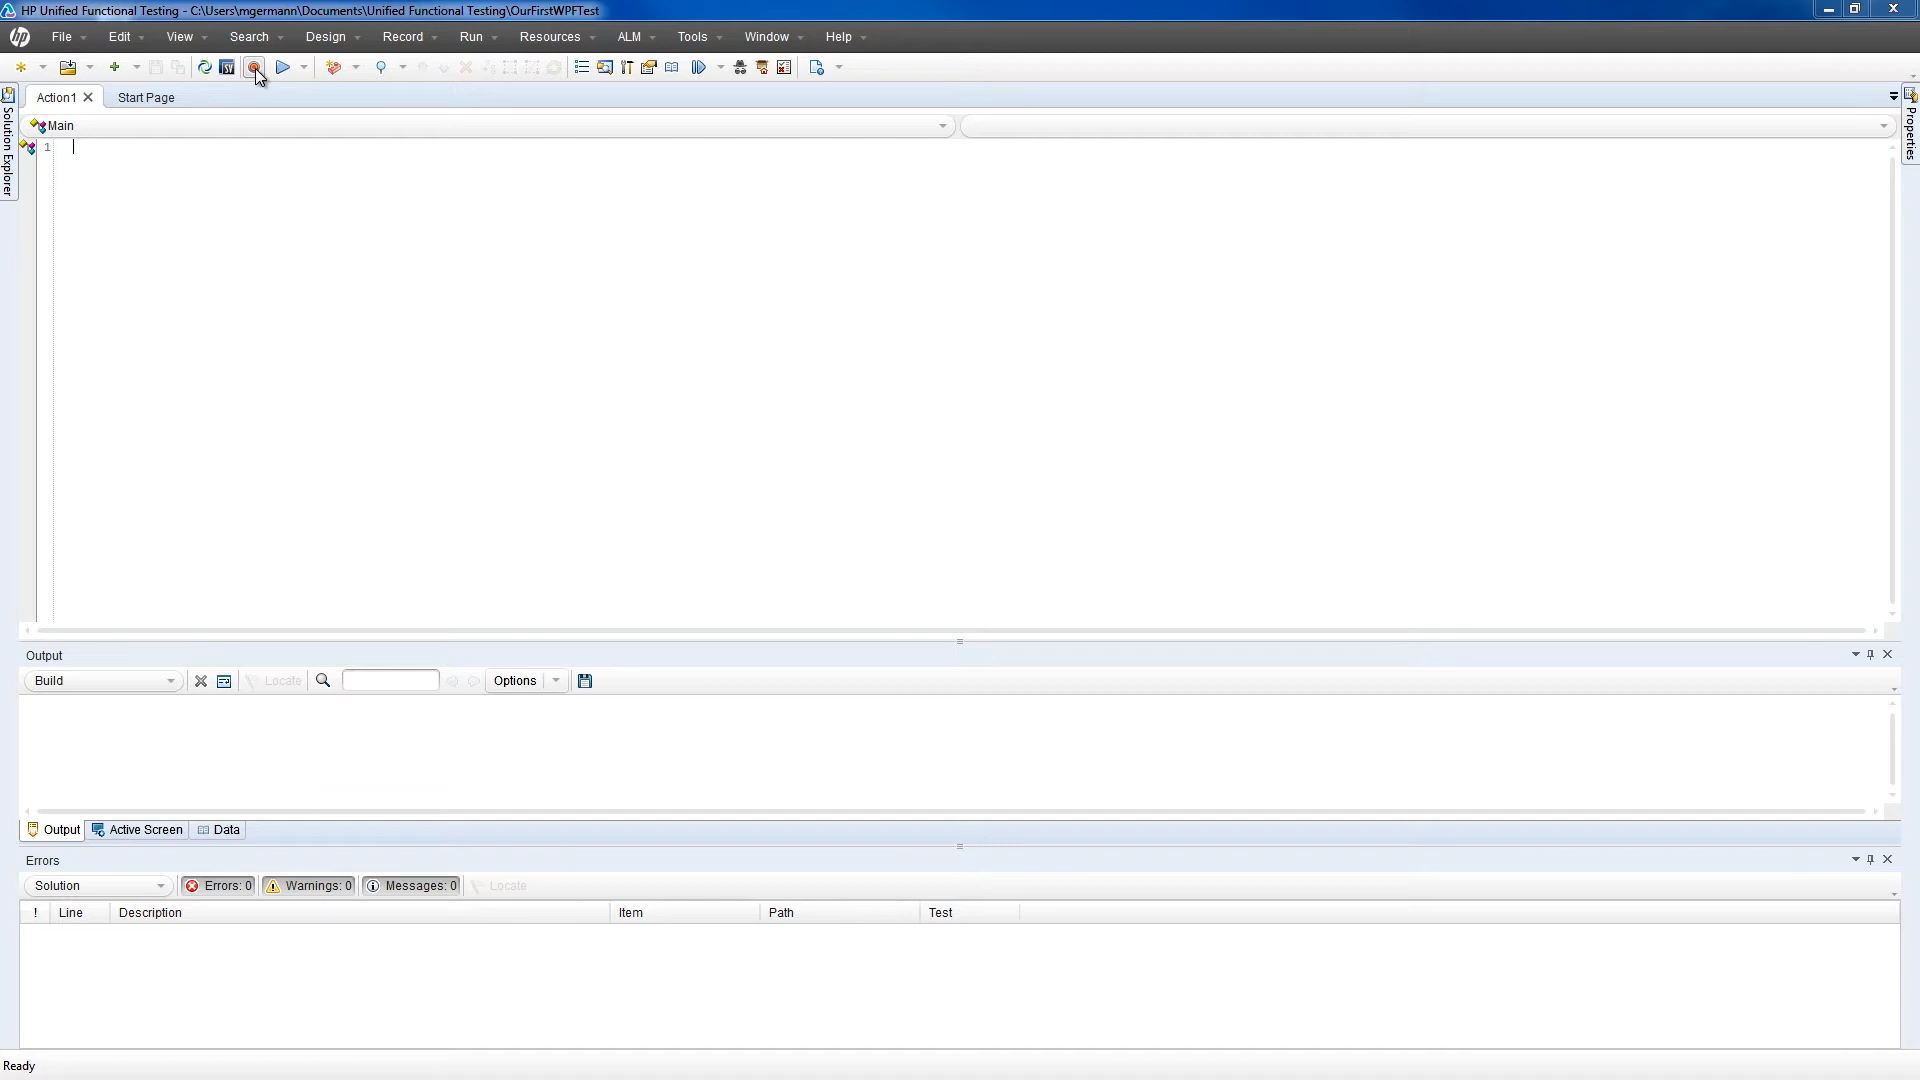 HP Unified Functional Testing - C:\Users\mgermann\Documents\Unified Functional Testing\OurFirstWPFTest
hp File Edit View Search Design Record Run Resources ALM Tools Window Help
Action1 Start Page
Main
1
Solution Explorer
Properties
Output
Build Locate Options
Output Active Screen Data
Errors
Solution Errors: 0 Warnings: 0 Messages: 0 Locate
! Line Description Item Path Test
Ready